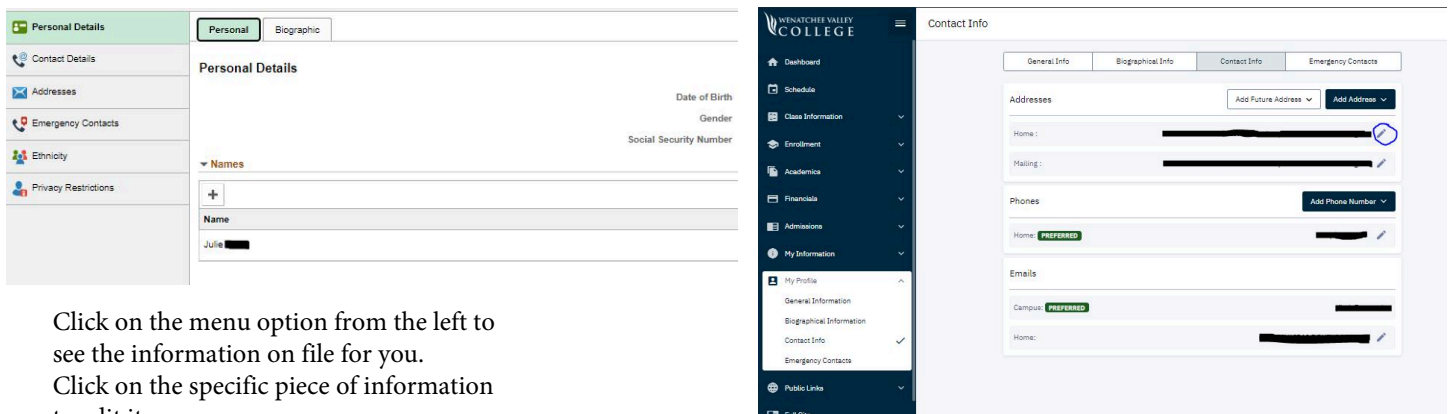 Personal Details
Contact Details
Addresses
Emergency Contacts
Ethnicity
Privacy Restrictions
Personal
Biographic
Personal Details
Date of Birth
Gender
Social Security Number
Names
+
Name
Julie
Click on the menu option from the left to
see the information on file for you.
Click on the specific piece of information
WENATCHEE VALLEY
COLLEGE
Dashboard
Schedule
Class Information
Enrollment
Academics
Financials
Admissions
My Information
My Profile
General Information
Biographical Information
Contact Info
Emergency Contacts
Public Links
Contact Info
General Info
Biographical Info
Contact Info
Emergency Contacts
Addresses
Add Future Address
Add Address
Home :
Mailing :
Phones
Add Phone Number
Home: PREFERRED
Emails
Campus: PREFERRED
Home: